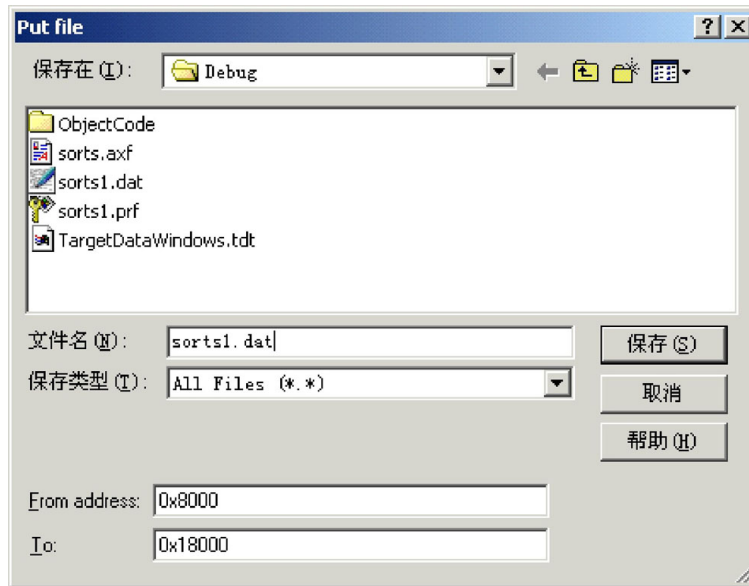 Put file
保存在(I): Debug
ObjectCode
sorts.axf
sorts1.dat
sorts1.prf
TargetDataWindows.tdt
文件名(N): sorts1.dat 保存(S)
保存类型(T): All Files (*.*) 取消
帮助(H)
From address: 0x8000
To: 0x18000